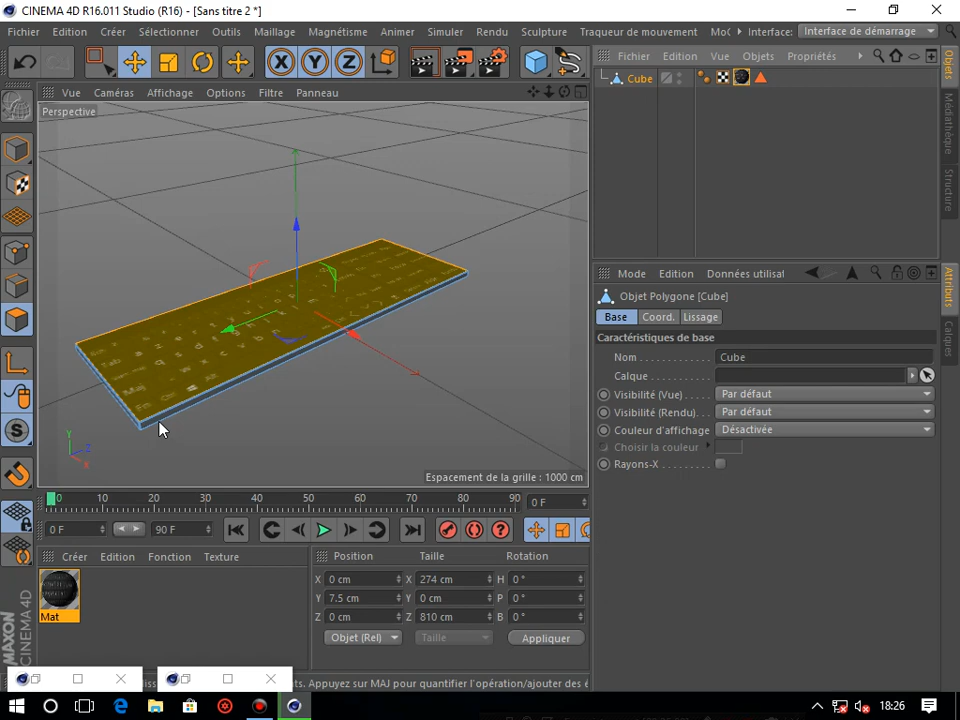 CINEMA 4D R16.011 Studio (R16) - [Sans titre 2 *]
Fichier Edition Créer Sélectionner Outils Maillage Magnétisme Animer Simuler Rendu Sculpture Traqueur de mouvement Interface: Interface de démarrage
X Y Z
Vue Caméras Affichage Options Filtre Panneau
Perspective
Espacement de la grille : 1000 cm
Y Z X
0 10 20 30 40 50 60 70 80 90 0 F
0 F 90 F
Créer Edition Fonction Texture
Mat
Position Taille Rotation
X 0 cm X 274 cm H 0 °
Y 7.5 cm Y 0 cm P 0 °
Z 0 cm Z 810 cm B 0 °
Objet (Rel) Taille Appliquer
ts. Appuyez sur MAJ pour quantifier l'opération/ajouter des é
MAXON
CINEMA 4D
Fichier Edition Vue Objets Propriétés
Cube
Objets
Médiathèque
Structure
Mode Edition Données utilisat
Objet Polygone [Cube]
Base Coord. Lissage
Caractéristiques de base
Nom Cube
Calque
Visibilité (Vue) Par défaut
Visibilité (Rendu) Par défaut
Couleur d'affichage Désactivée
Choisir la couleur
Rayons-X
Attributs
Calques
18:26